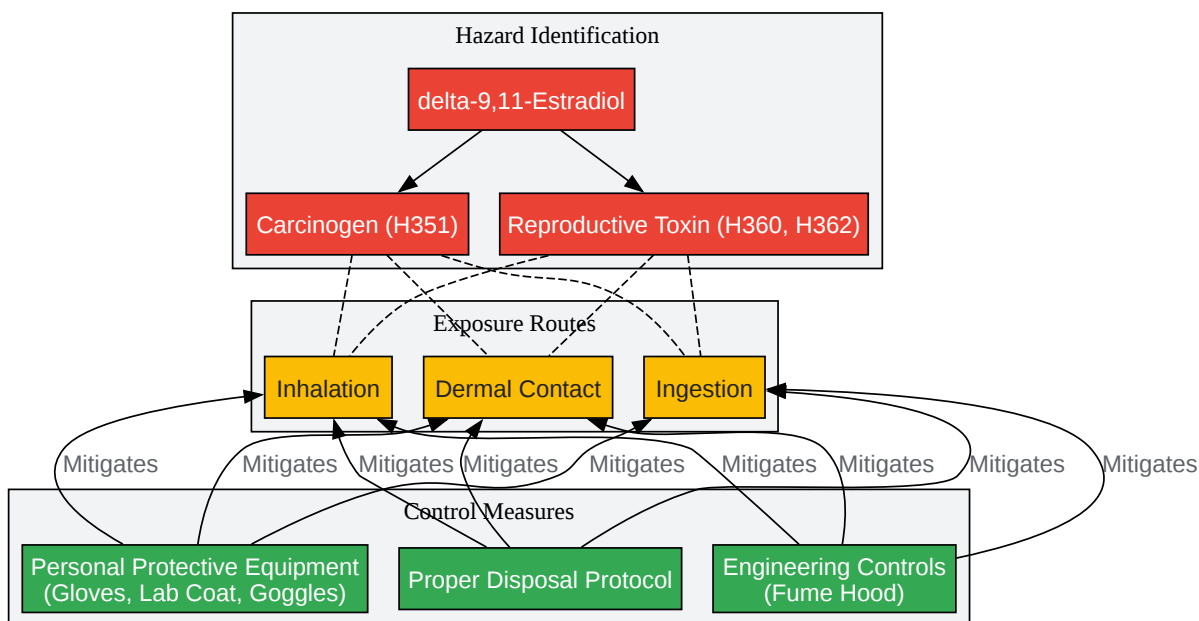 Hazard Identification
delta-9,11-Estradiol
Carcinogen (H351)
Reproductive Toxin (H360, H362)
Exposure Routes
Inhalation
Dermal Contact
Ingestion
Mitigates
Mitigates
Mitigates
Mitigates
Mitigates
Mitigates
Mitigates
Mitigates
Mitigates
Control Measures
Personal Protective Equipment
(Gloves, Lab Coat, Goggles)
Proper Disposal Protocol
Engineering Controls
(Fume Hood)